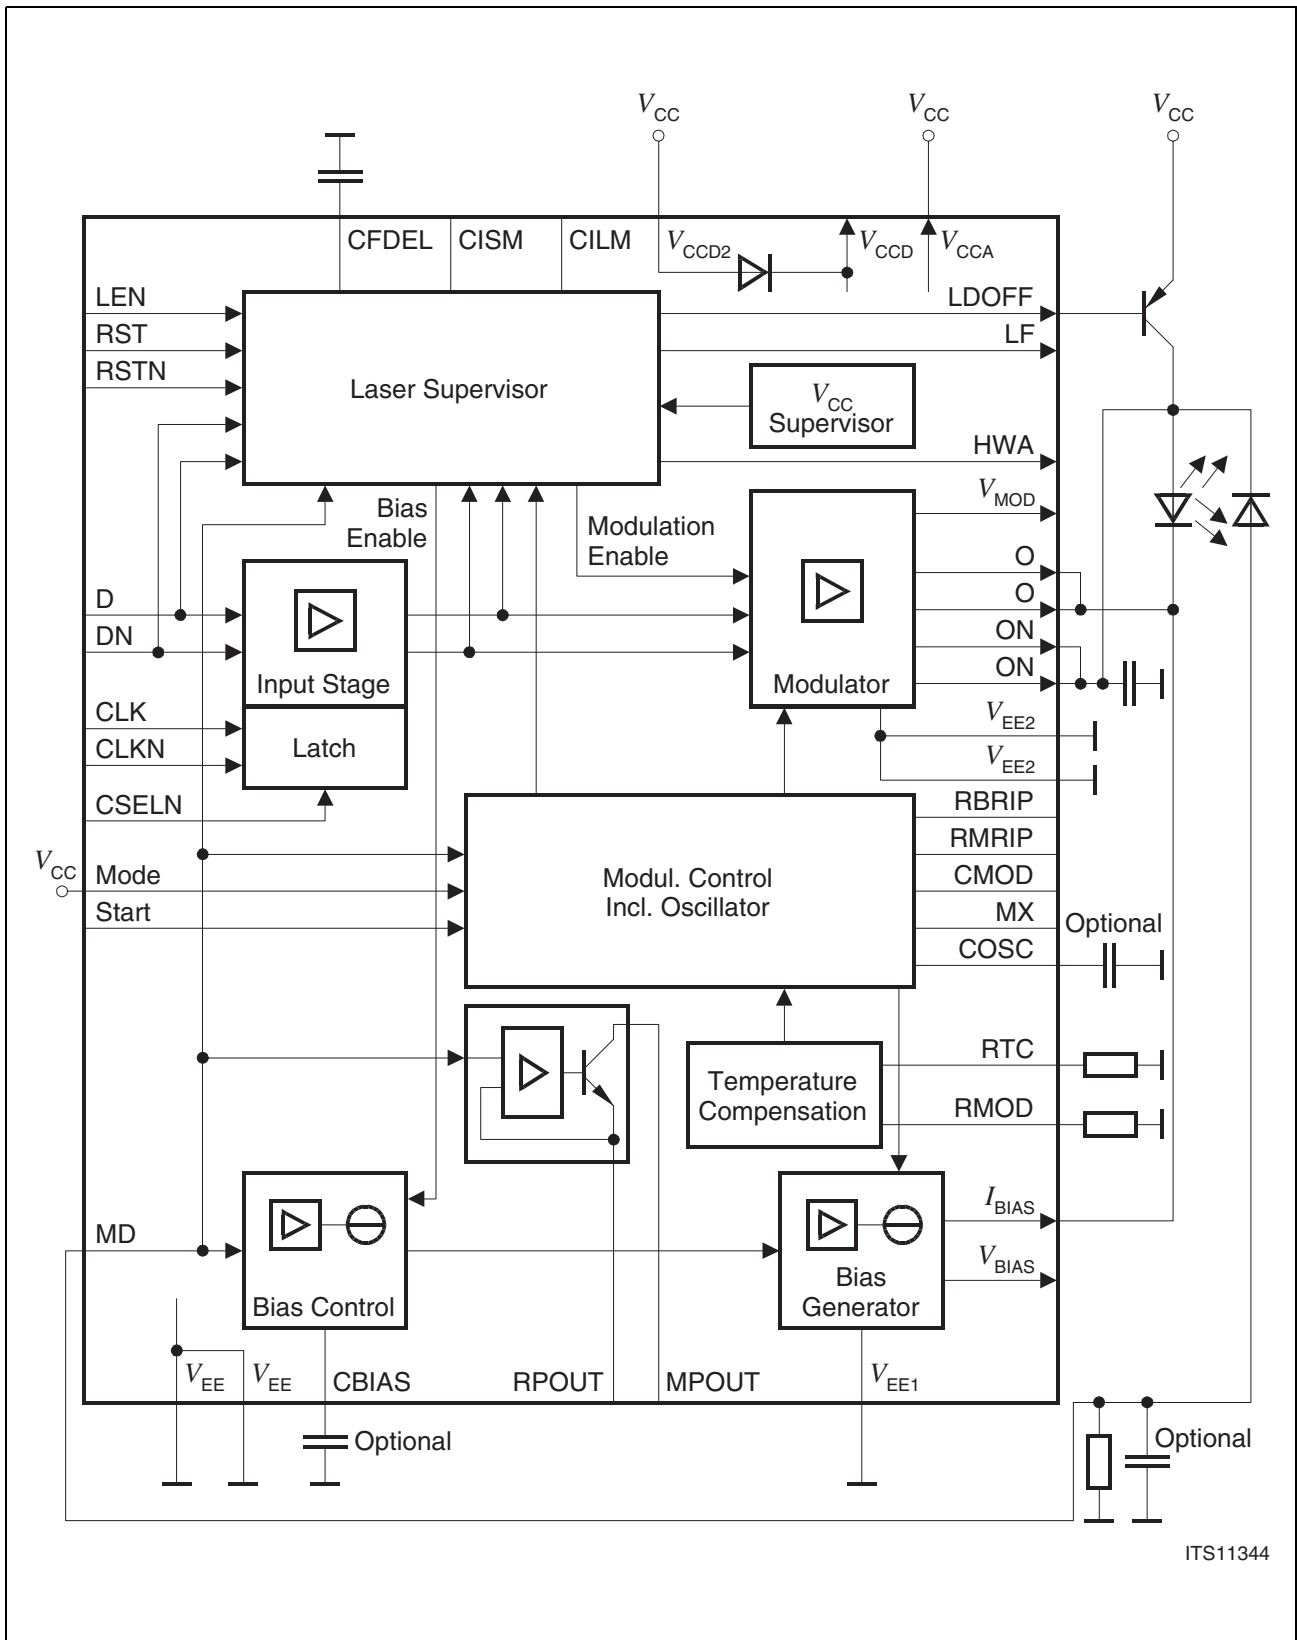 VCC VCC VCC
CFDEL CISM CILM VCCD2 VCCD VCCA
LEN LDOFF
RST LF
RSTN
Laser Supervisor
VCC
Supervisor
HWA
Bias
Enable
Modulation
Enable
VMOD
O
D O
DN ON
ON
Input Stage Modulator
CLK VEE2
CLKN Latch
VEE2
CSELN RBRIP
RMRIP
VCC Mode CMOD
Modul. Control
Incl. Oscillator
Start MX
Optional
COSC
RTC
Temperature
Compensation
RMOD
IBIAS
MD
VBIAS
Bias Control
Bias
Generator
VEE VEE CBIAS RPOUT MPOUT VEE1
Optional Optional
ITS11344